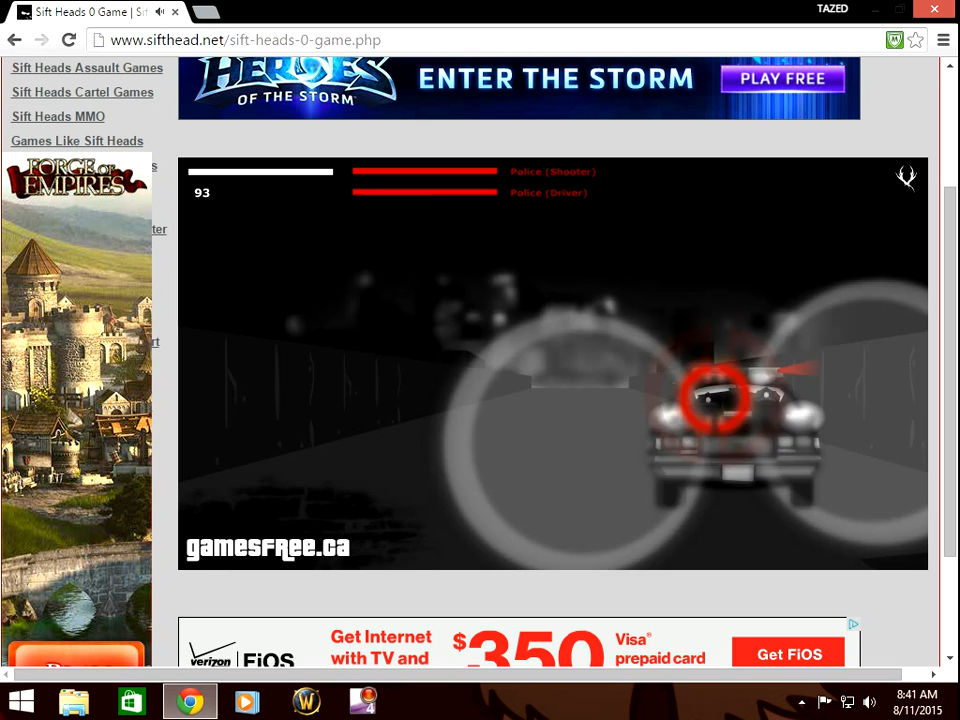 Sift Heads 0 Game | Sif
TAZED
www.sifthead.net/sift-heads-0-game.php
Sift Heads Assault Games
Sift Heads Cartel Games
Sift Heads MMO
Games Like Sift Heads
s
ter
rt
FORGE OF
EMPIRES
HEROES
OF THE STORM
ENTER THE STORM
PLAY FREE
Police (Shooter)
93
Police (Driver)
gamesfree.ca
verizon
FiOS
Get Internet
with TV and
$350
Visa®
prepaid card
Get FiOS
4
8:41 AM
8/11/2015